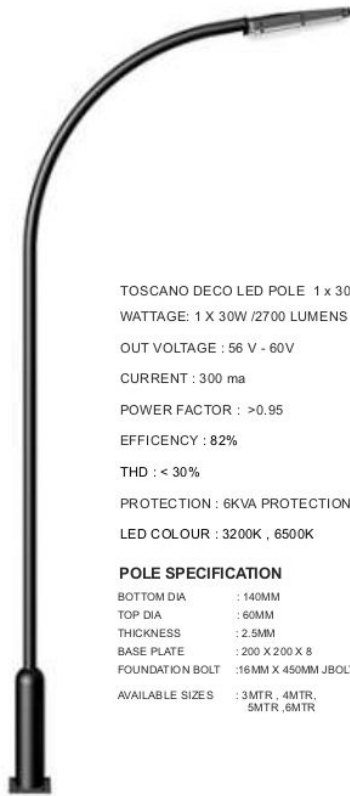 TOSCANO DECO LED POLE 1 x 30
WATTAGE: 1 X 30W /2700 LUMENS
OUT VOLTAGE : 56 V - 60V
CURRENT : 300 ma
POWER FACTOR : >0.95
EFFICENCY : 82%
THD : < 30%
PROTECTION : 6KVA PROTECTION
LED COLOUR : 3200K , 6500K
POLE SPECIFICATION
BOTTOM DIA : 140MM
TOP DIA : 60MM
THICKNESS : 2.5MM
BASE PLATE : 200 X 200 X 8
FOUNDATION BOLT :16MM X 450MM JBOLT
AVAILABLE SIZES : 3MTR , 4MTR,
5MTR ,6MTR